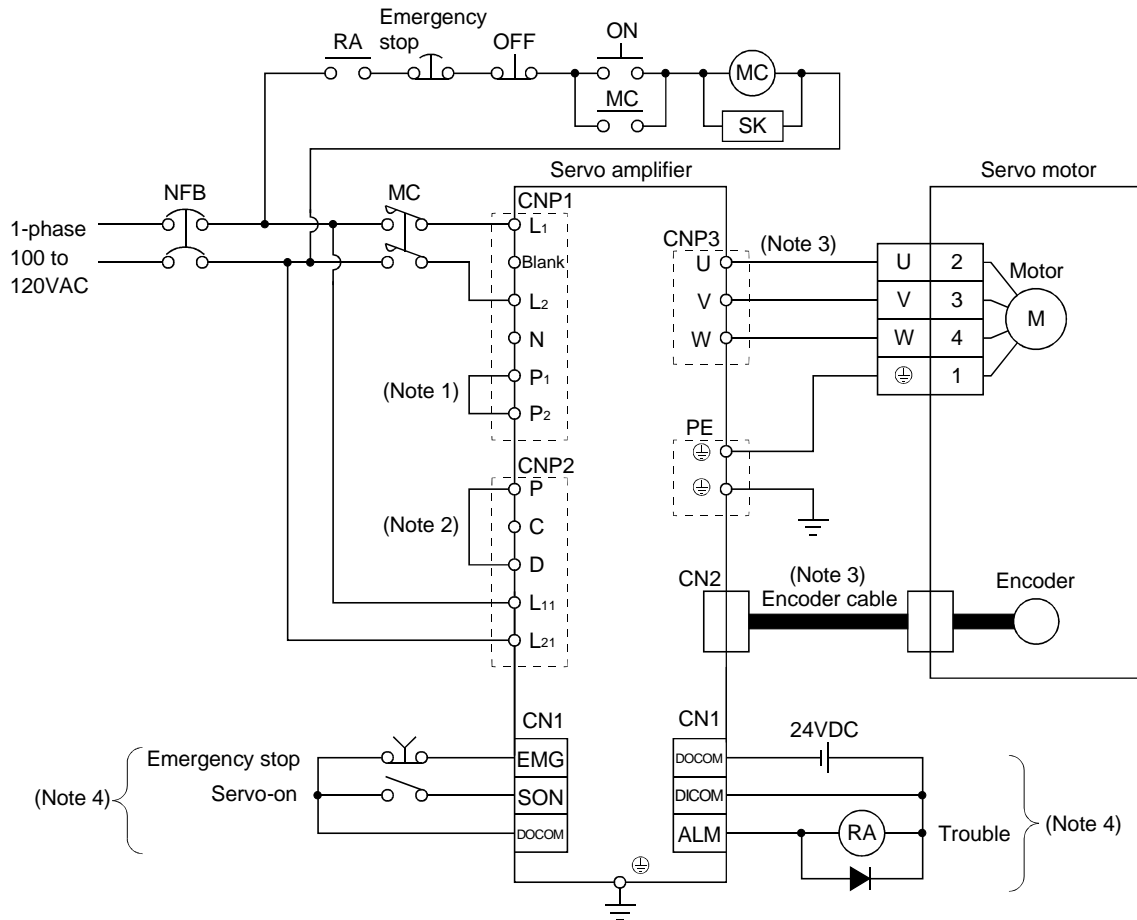 Emergency
stop
RA
OFF
ON
MC
MC
SK
Servo amplifier
Servo motor
NFB
MC
CNP1
1-phase
100 to
120VAC
L1
Blank
L2
N
P1
P2
(Note 1)
CNP3
(Note 3)
U
V
W
U 2
V 3
W 4
1
Motor
M
PE
CNP2
P
C
D
L11
L21
(Note 2)
CN2
(Note 3)
Encoder cable
Encoder
CN1
Emergency stop
EMG
Servo-on
SON
DOCOM
(Note 4)
CN1
24VDC
DOCOM
DICOM
ALM
RA
Trouble
(Note 4)